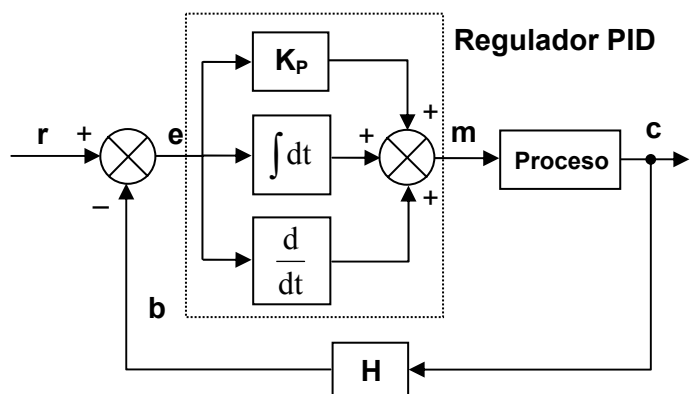 Regulador PID
K_P
r
+
e
∫dt
+
+
m
Proceso
c
−
+
d
dt
b
H